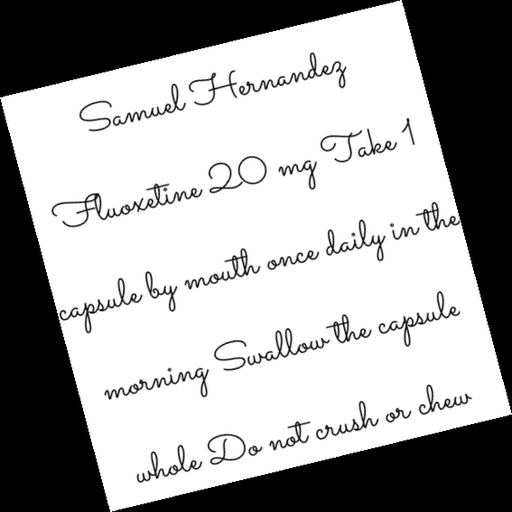 Samuel Hernandez
Fluoxetine 20 mg Take 1
capsule by mouth once daily in the
morning Swallow the capsule
whole Do not crush or chew